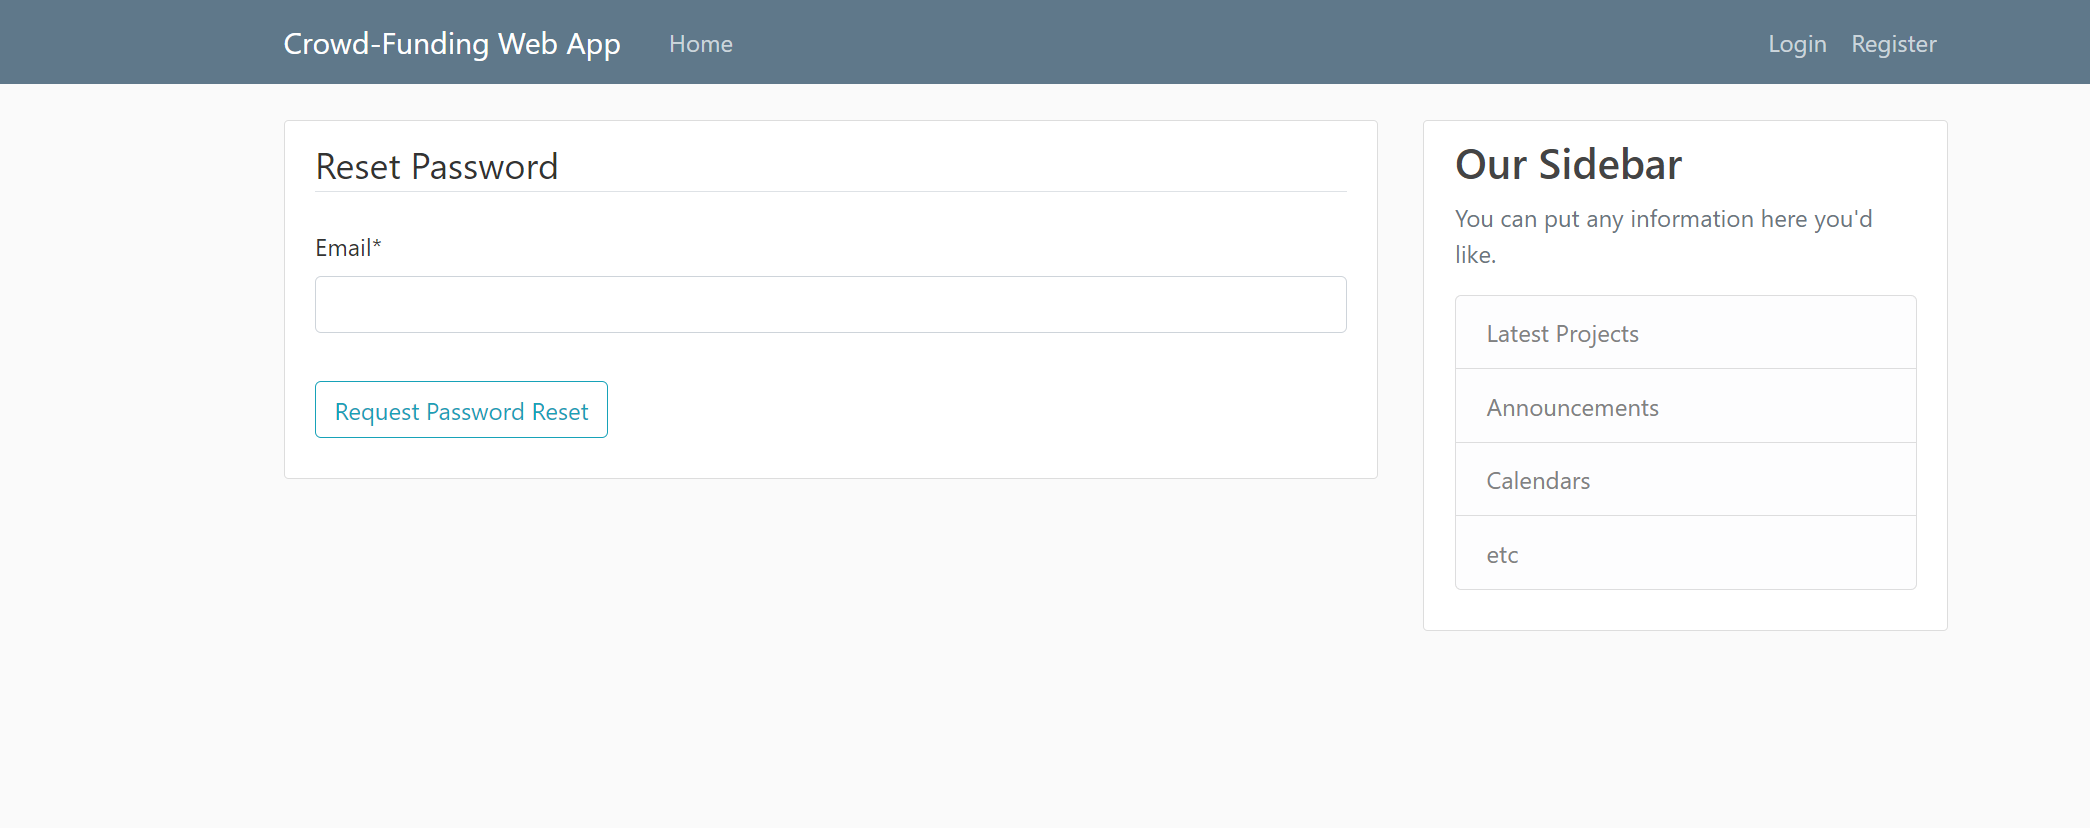 Crowd-Funding Web App Home Login Register
Reset Password
Email*
Request Password Reset
Our Sidebar
You can put any information here you'd
like.
Latest Projects
Announcements
Calendars
etc